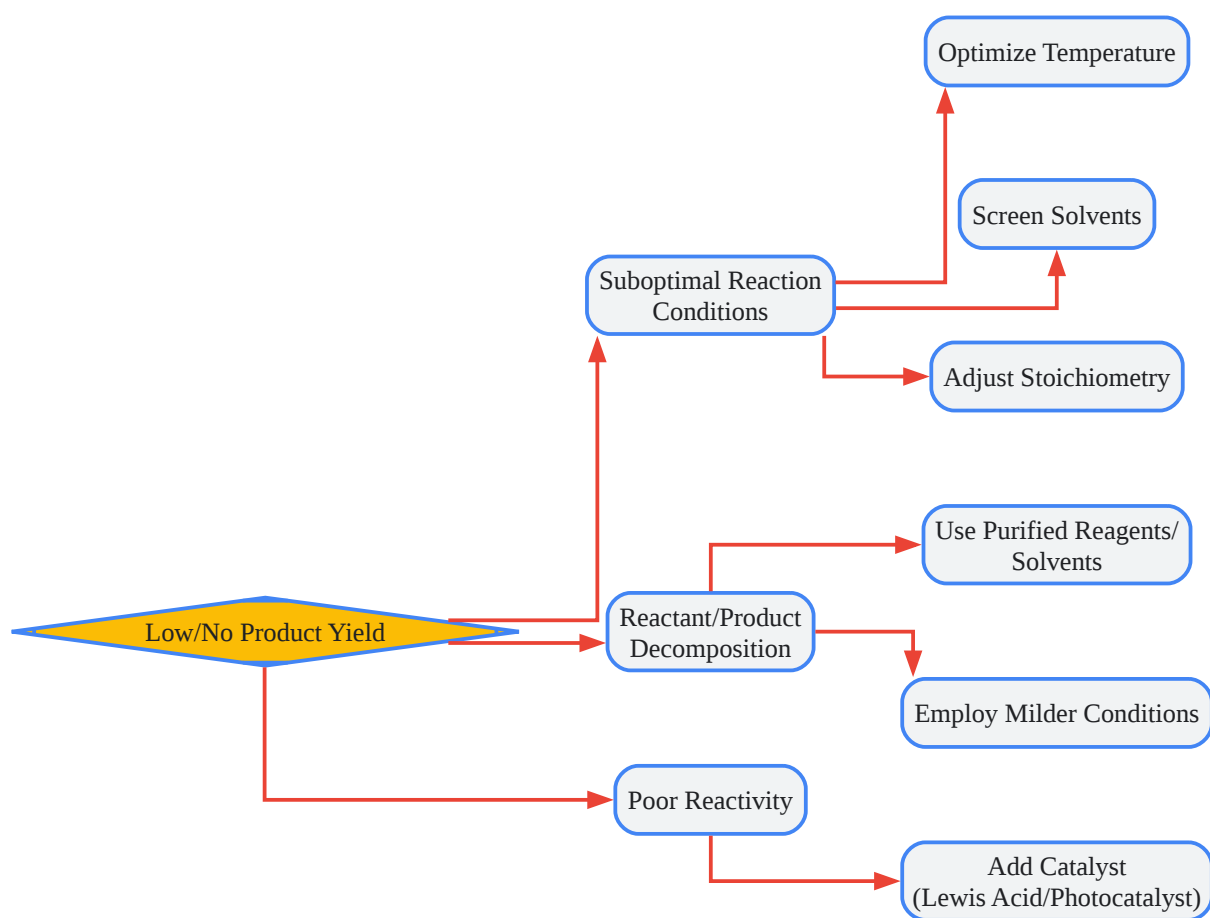 Optimize Temperature
Screen Solvents
Suboptimal Reaction
Conditions
Adjust Stoichiometry
Use Purified Reagents/
Solvents
Low/No Product Yield
Reactant/Product
Decomposition
Employ Milder Conditions
Poor Reactivity
Add Catalyst
(Lewis Acid/Photocatalyst)